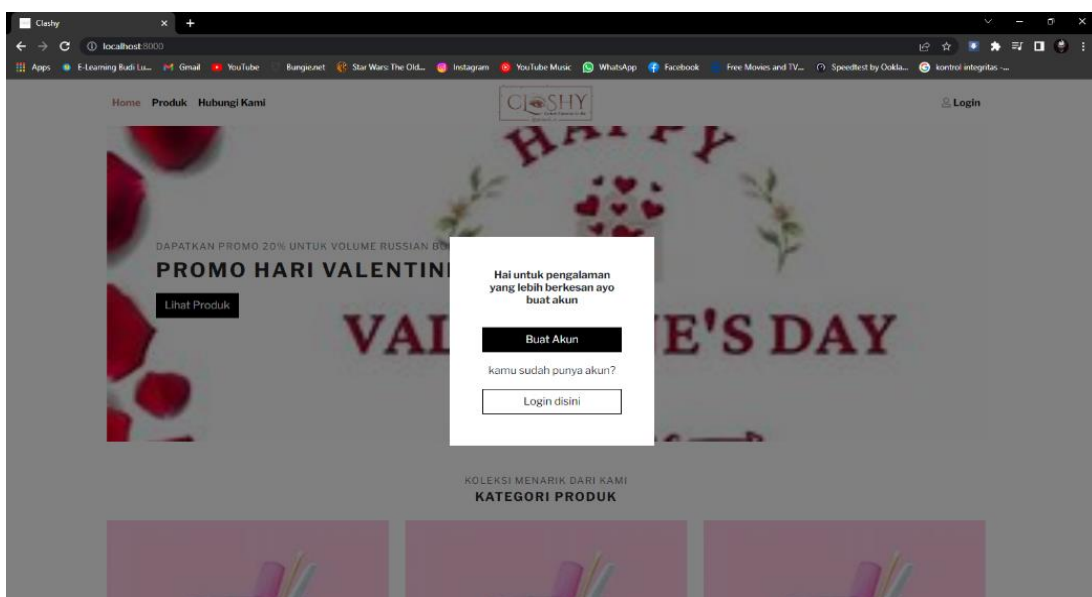 Clashy
localhost:8000
Apps E-Learning Budi Lu... Gmail YouTube Bungie.net Star Wars: The Old... Instagram YouTube Music WhatsApp Facebook Free Movies and TV... Speedtest by Ookla... kontrol integritas -...
Home Produk Hubungi Kami
CLASHY
Login
HAPPY
DAPATKAN PROMO 20% UNTUK VOLUME RUSSIAN
PROMO HARI VALENTIN
Lihat Produk
VAL E'S DAY
Hai untuk pengalaman
yang lebih berkesan ayo
buat akun
Buat Akun
kamu sudah punya akun?
Login disini
KOLEKSI MENARIK DARI KAMI
KATEGORI PRODUK